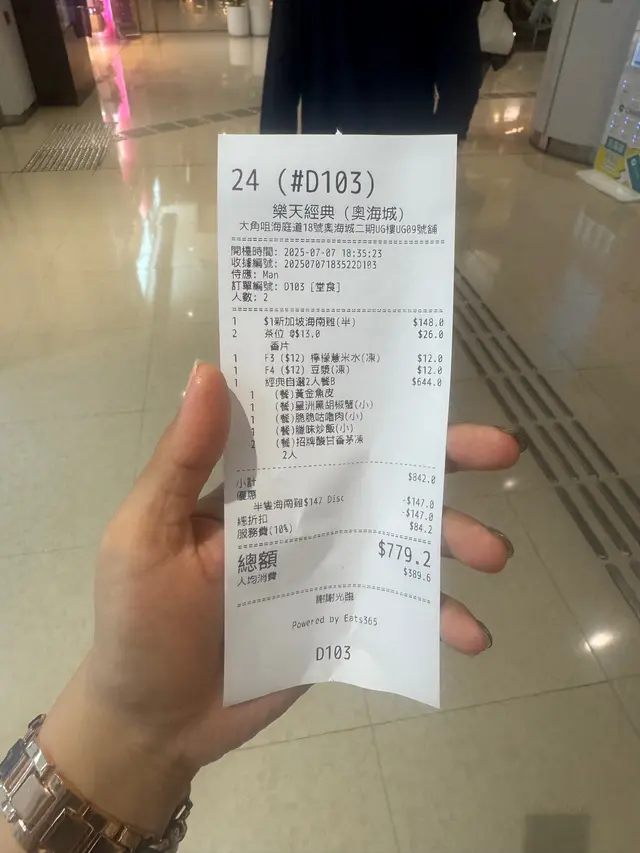 24 (#D103)
樂天經典 (奧海城)
大角咀海庭道18號奧海城二期UG樓UG09號舖
開檯時間: 2025-07-07 18:35:23
收據編號: 20250707183522D103
侍應: Man
訂單編號: D103 [堂食]
人數: 2
1 $1新加坡海南雞(半) $148.0
2 茶位 @$13.0 $26.0
香片
1 F3 ($12) 檸檬薏米水(凍) $12.0
1 F4 ($12) 豆漿(凍) $12.0
1 經典自選2人餐B $644.0
1 (餐)黃金魚皮
1 (餐)星洲黑胡椒蟹(小)
1 (餐)脆脆咕嚕肉(小)
1 (餐)臘味炒飯(小)
2 (餐)招牌酸甘香茅凍
2人
小計 $842.0
優惠
半隻海南雞$147 Disc -$147.0
總折扣 -$147.0
服務費(10%) $84.2
總額 $779.2
人均消費 $389.6
謝謝光臨
Powered by Eats365
D103